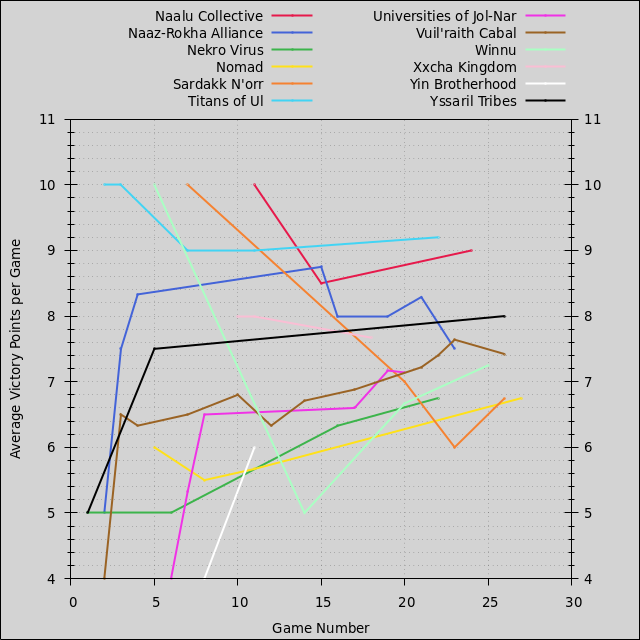 Naalu Collective
Naaz-Rokha Alliance
Nekro Virus
Nomad
Sardakk N'orr
Titans of Ul
Universities of Jol-Nar
Vuil'raith Cabal
Winnu
Xxcha Kingdom
Yin Brotherhood
Yssaril Tribes
11 11
10 10
9 9
8 8
7 7
6 6
5 5
4 4
Average Victory Points per Game
0 5 10 15 20 25 30
Game Number